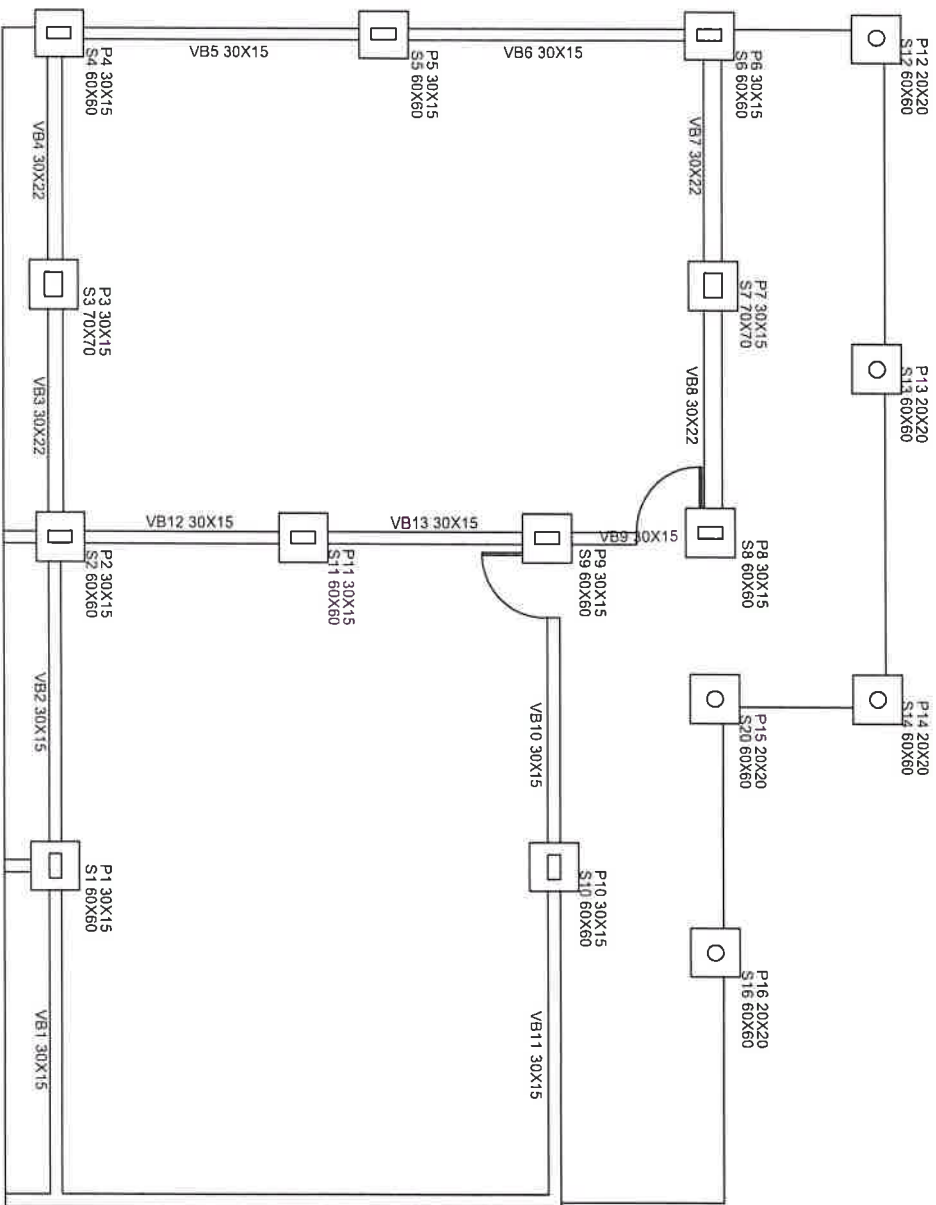 P12 20X20
S12 60X60
P6 30X15
S6 60X60
P5 30X15
S5 60X60
P4 30X15
S4 60X60
VB6 30X15
VB5 30X15
VB7 30X22
VB4 30X22
P13 20X20
S13 60X60
P7 30X15
S7 70X70
P3 30X15
S3 70X70
VB8 30X22
VB3 30X22
P8 30X15
S8 60X60
VB9 30X15
P9 30X15
S9 60X60
VB13 30X15
P11 30X15
S11 60X60
VB12 30X15
P2 30X15
S2 60X60
P14 20X20
S14 60X60
P15 20X20
S20 60X60
VB10 30X15
VB2 30X15
P10 30X15
S10 60X60
P1 30X15
S1 60X60
P16 20X20
S16 60X60
VB11 30X15
VB1 30X15